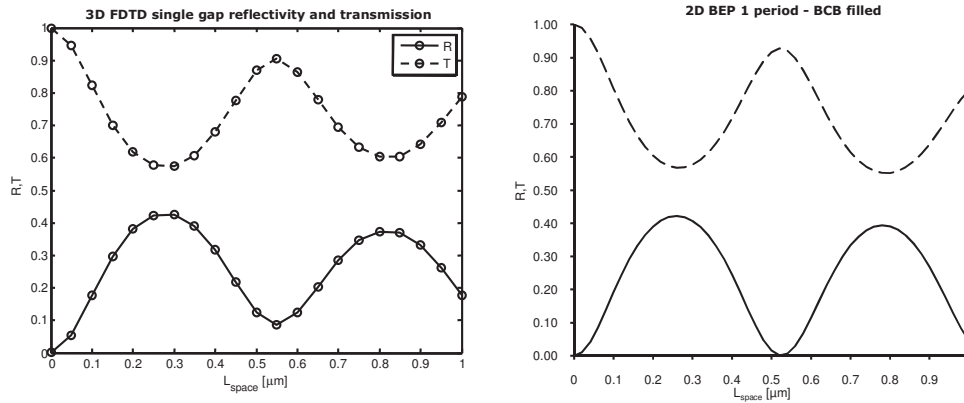 3D FDTD single gap reflectivity and transmission
R
T
1
0.9
0.8
0.7
0.6
0.5
0.4
0.3
0.2
0.1
0
R,T
0 0.1 0.2 0.3 0.4 0.5 0.6 0.7 0.8 0.9 1
Lspace [µm]
2D BEP 1 period - BCB filled
1.00
0.90
0.80
0.70
0.60
0.50
0.40
0.30
0.20
0.10
0.00
R,T
0 0.1 0.2 0.3 0.4 0.5 0.6 0.7 0.8 0.9
Lspace [µm]